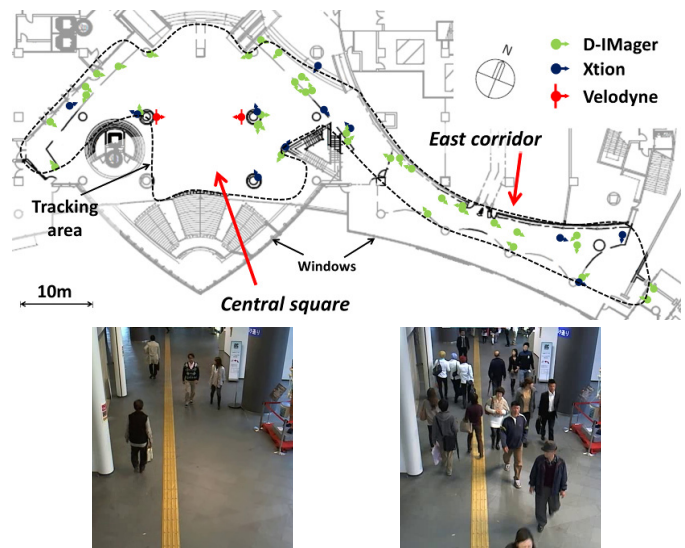 N
D-IMager
Xtion
Velodyne
East corridor
Tracking
area
Windows
10m
Central square